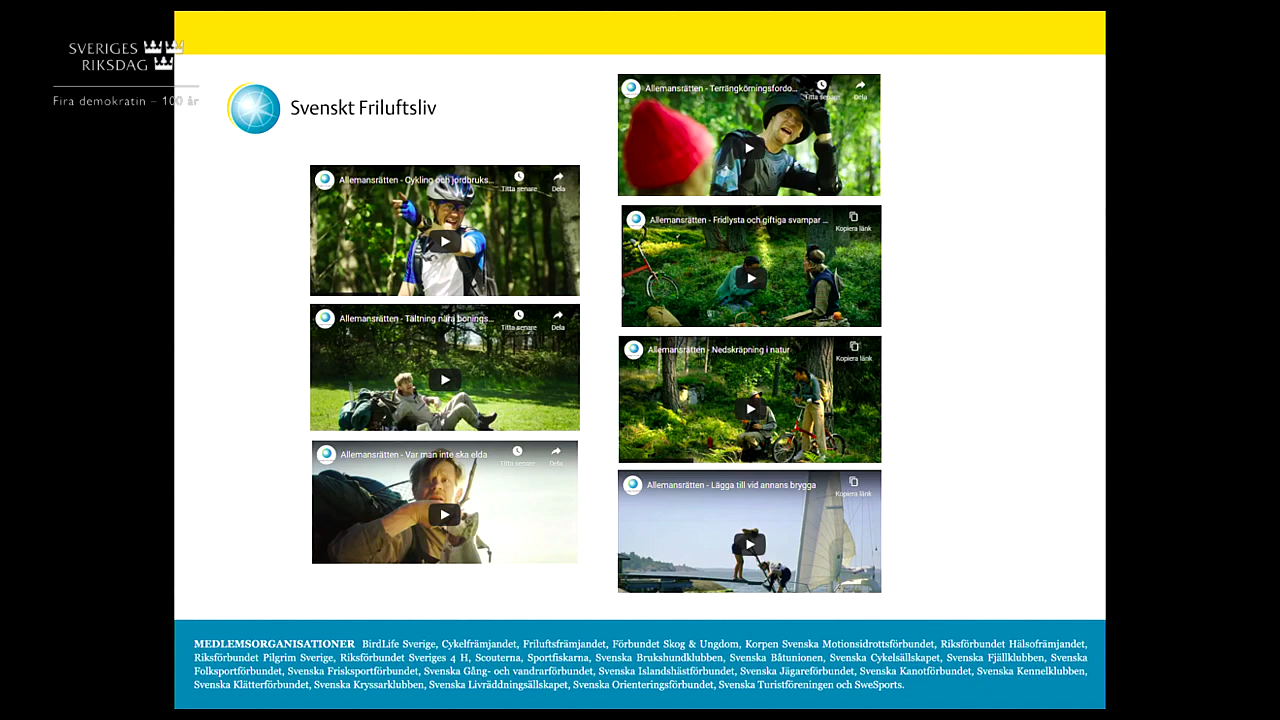 SVERIGES
RIKSDAG
Fira demokratin – 100 år
Svenskt Friluftsliv
Allemansrätten - Cykling och jordbruks...
Titta senare
Dela
Allemansrätten - Tältning nära bonings...
Titta senare
Dela
Allemansrätten - Var man inte ska elda
Titta senare
Dela
Allemansrätten - Terrängkörningsfordo...
Titta senare
Dela
Allemansrätten - Fridlysta och giftiga svampar ...
Kopiera länk
Allemansrätten - Nedskräpning i natur
Kopiera länk
Allemansrätten - Lägga till vid annans brygga
Kopiera länk
MEDLEMSORGANISATIONER BirdLife Sverige, Cykelfrämjandet, Friluftsfrämjandet, Förbundet Skog & Ungdom, Korpen Svenska Motionsidrottsförbundet, Riksförbundet Hälsofrämjandet,
Riksförbundet Pilgrim Sverige, Riksförbundet Sveriges 4 H, Scouterna, Sportfiskarna, Svenska Brukshundklubben, Svenska Båtunionen, Svenska Cykelsällskapet, Svenska Fjällklubben, Svenska
Folksportförbundet, Svenska Frisksportförbundet, Svenska Gång- och vandrarförbundet, Svenska Islandshästförbundet, Svenska Jägareförbundet, Svenska Kanotförbundet, Svenska Kennelklubben,
Svenska Klätterförbundet, Svenska Kryssarklubben, Svenska Livräddningsällskapet, Svenska Orienteringsförbundet, Svenska Turistföreningen och SweSports.